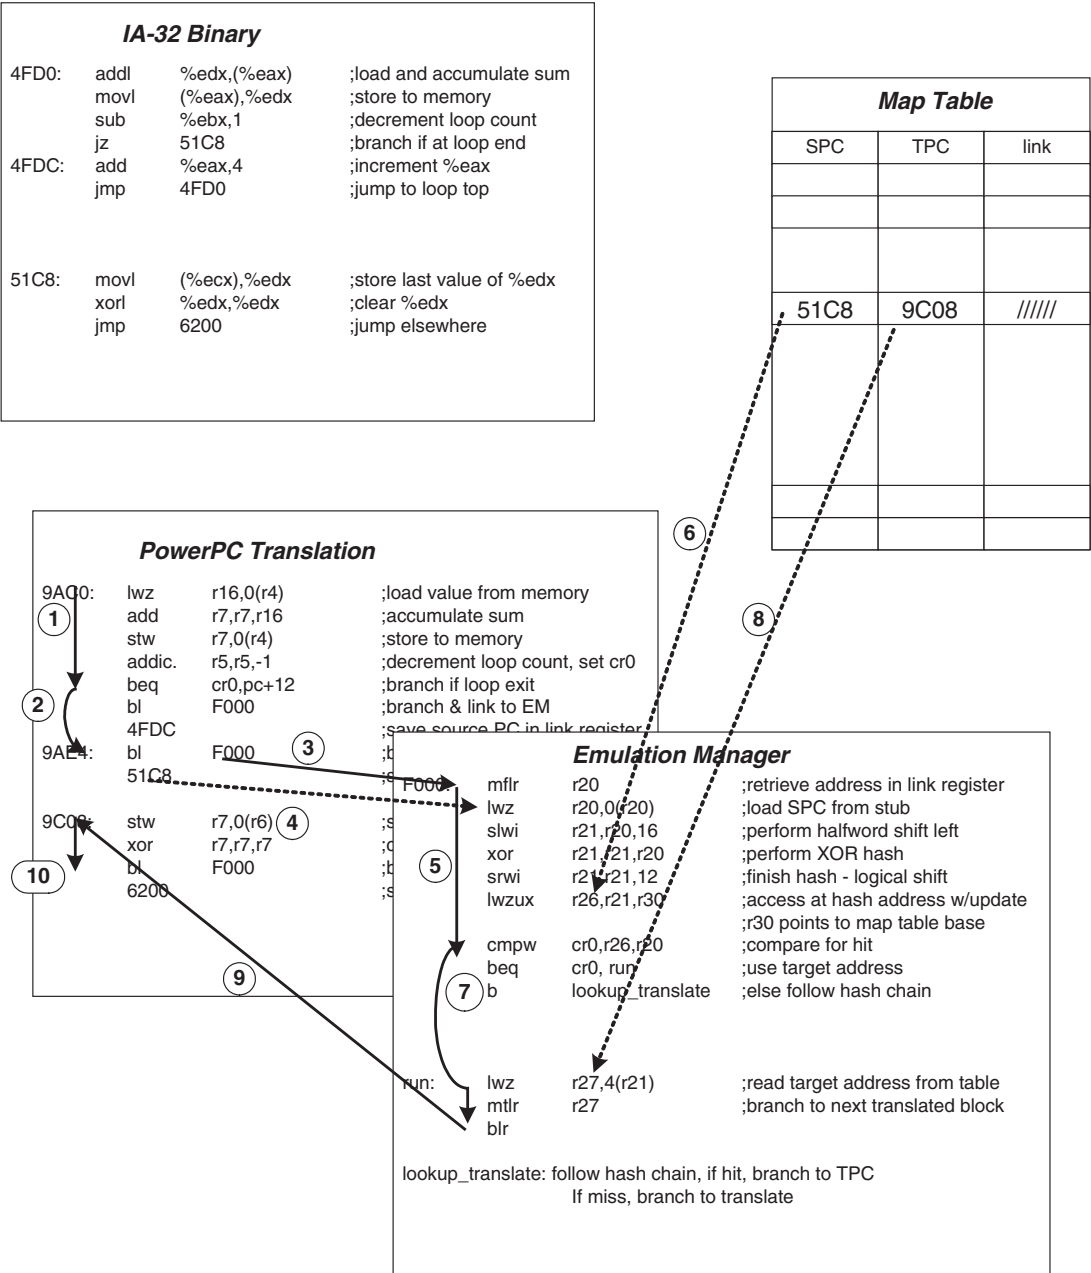 IA-32 Binary
4FD0: addl %edx,(%eax) ;load and accumulate sum
movl (%eax),%edx ;store to memory
sub %ebx,1 ;decrement loop count
jz 51C8 ;branch if at loop end
4FDC: add %eax,4 ;increment %eax
jmp 4FD0 ;jump to loop top
51C8: movl (%ecx),%edx ;store last value of %edx
xorl %edx,%edx ;clear %edx
jmp 6200 ;jump elsewhere
Map Table
SPC TPC link
51C8 9C08 //////
6
8
PowerPC Translation
9AC0: lwz r16,0(r4) ;load value from memory
1
add r7,r7,r16 ;accumulate sum
stw r7,0(r4) ;store to memory
addic. r5,r5,-1 ;decrement loop count, set cr0
beq cr0,pc+12 ;branch if loop exit
2
bl F000 ;branch & link to EM
4FDC ;save source PC in link register
9AE4: bl F000 3 ;b
51C8 ;s
9C08: stw r7,0(r6) 4 ;s
xor r7,r7,r7 ;c
10
bl F000 ;b
6200 ;s
9
Emulation Manager
F000: mflr r20 ;retrieve address in link register
lwz r20,0(r20) ;load SPC from stub
slwi r21,r20,16 ;perform halfword shift left
5
xor r21,r21,r20 ;perform XOR hash
srwi r21,r21,12 ;finish hash - logical shift
lwzux r26,r21,r30 ;access at hash address w/update
;r30 points to map table base
cmpw cr0,r26,r20 ;compare for hit
beq cr0, run ;use target address
7
b lookup_translate ;else follow hash chain
run: lwz r27,4(r21) ;read target address from table
mtlr r27 ;branch to next translated block
blr
lookup_translate: follow hash chain, if hit, branch to TPC
If miss, branch to translate